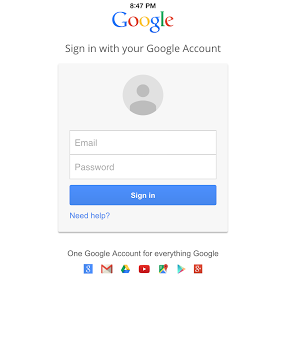 8:47 PM
Google
Sign in with your Google Account
Email
Password
Sign in
Need help?
One Google Account for everything Google